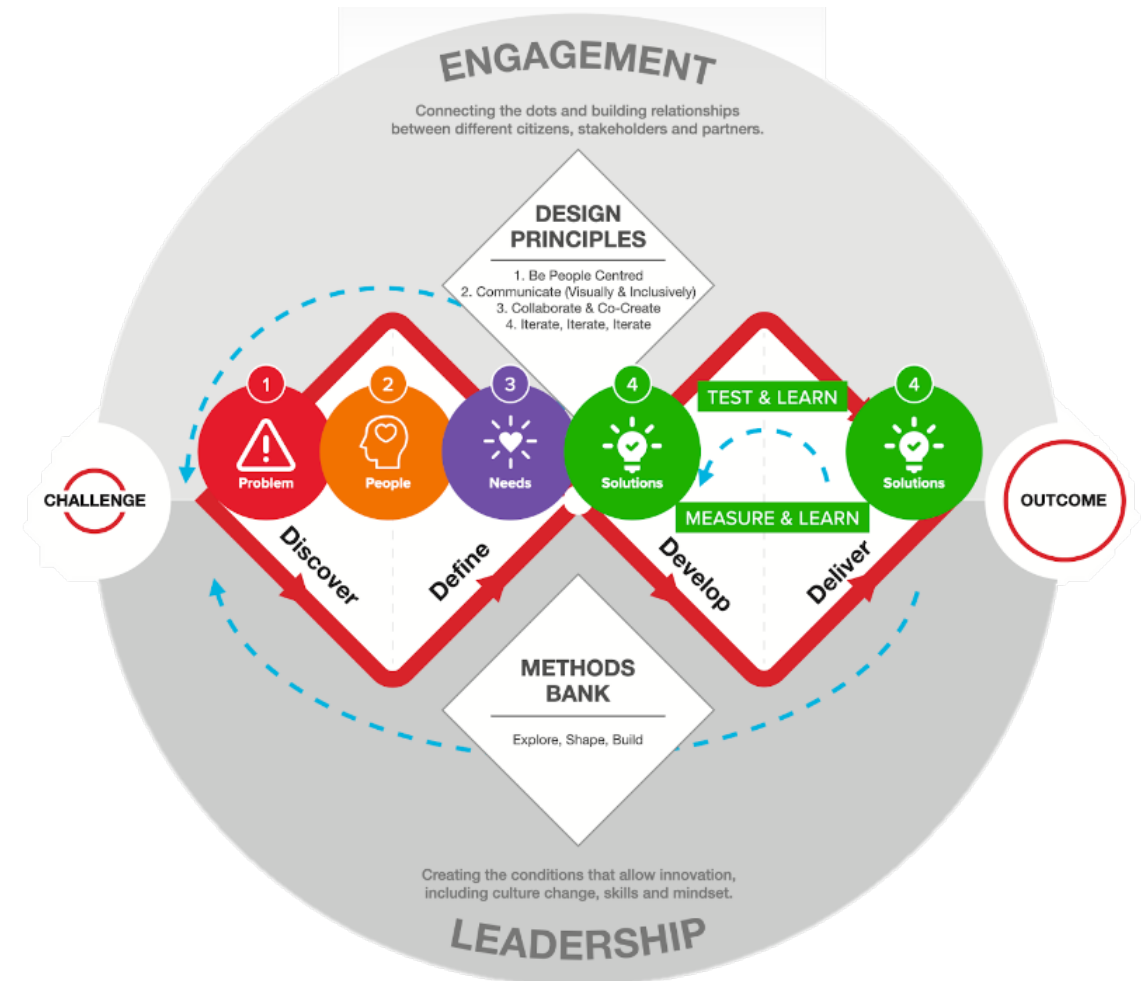 ENGAGEMENT
Connecting the dots and building relationships
between different citizens, stakeholders and partners.
DESIGN
PRINCIPLES
1. Be People Centred
2. Communicate (Visually & Inclusively)
3. Collaborate & Co-Create
4. Iterate, Iterate, Iterate
1
2
3
4
4
TEST & LEARN
Problem
People
Needs
Solutions
Solutions
CHALLENGE
OUTCOME
MEASURE & LEARN
Discover
Define
Develop
Deliver
METHODS
BANK
Explore, Shape, Build
Creating the conditions that allow innovation,
including culture change, skills and mindset.
LEADERSHIP